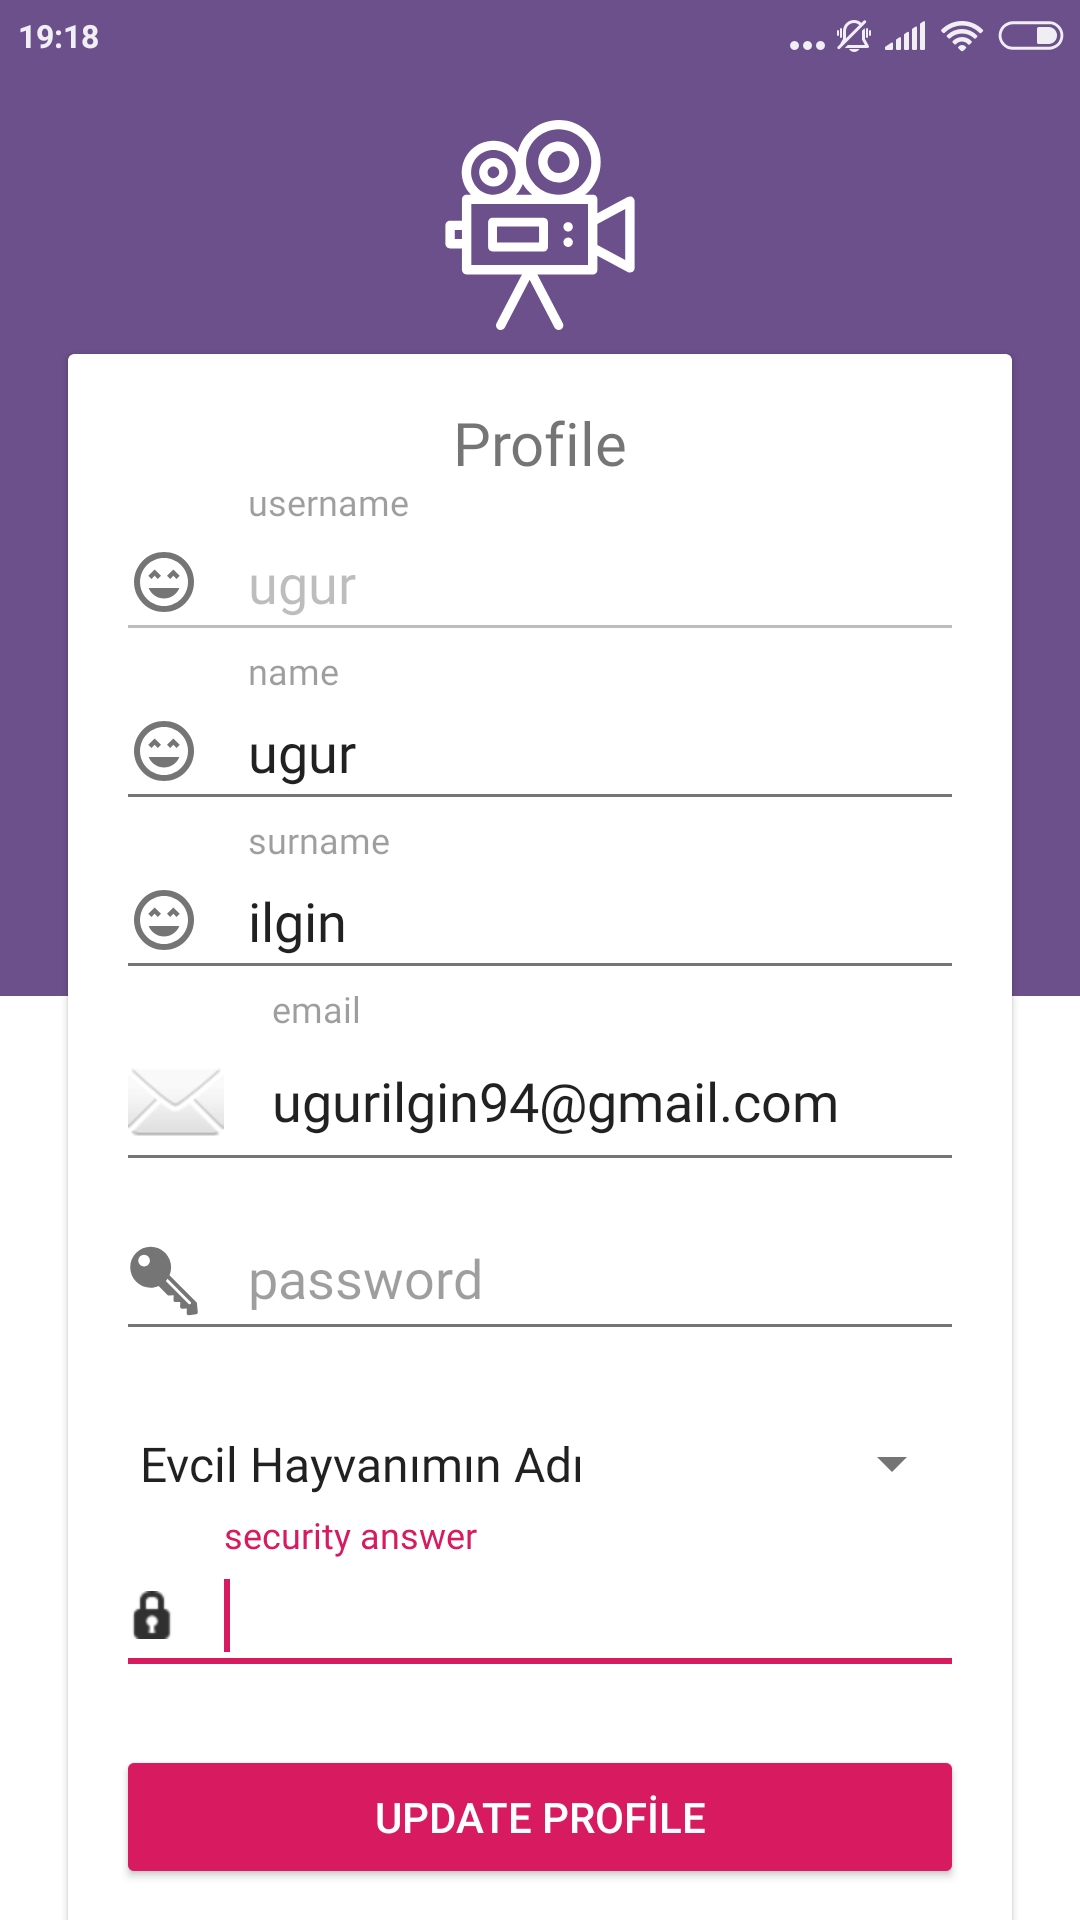 19:18
Profile
username
ugur
name
ugur
surname
ilgin
email
ugurilgin94@gmail.com
password
Evcil Hayvanımın Adı
security answer
UPDATE PROFİLE